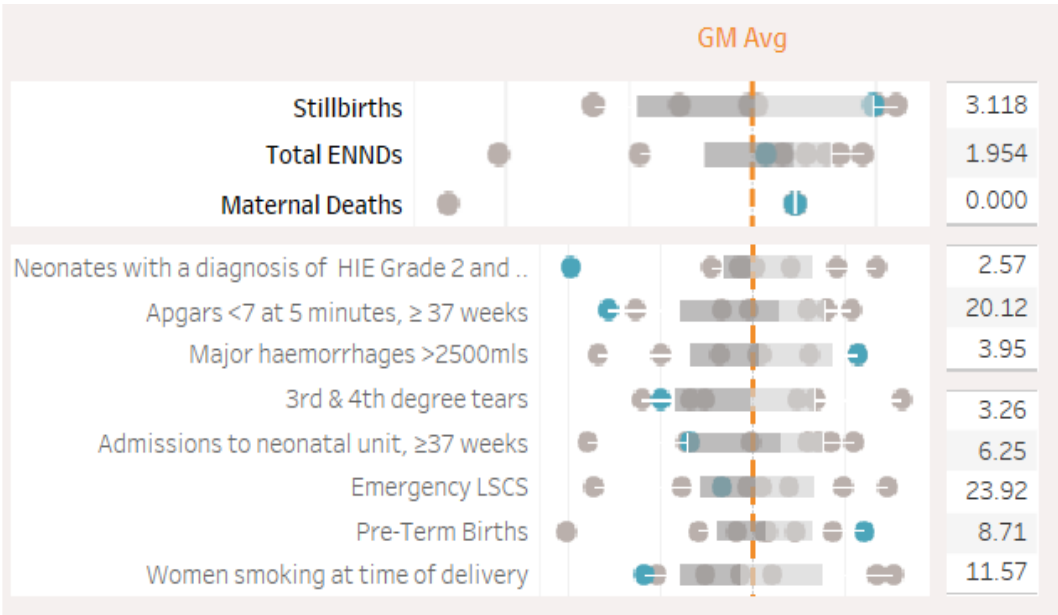 GM Avg
Stillbirths 3.118
Total ENNDs 1.954
Maternal Deaths 0.000
Neonates with a diagnosis of HIE Grade 2 and .. 2.57
Apgars <7 at 5 minutes, ≥ 37 weeks 20.12
Major haemorrhages >2500mls 3.95
3rd & 4th degree tears 3.26
Admissions to neonatal unit, ≥37 weeks 6.25
Emergency LSCS 23.92
Pre-Term Births 8.71
Women smoking at time of delivery 11.57